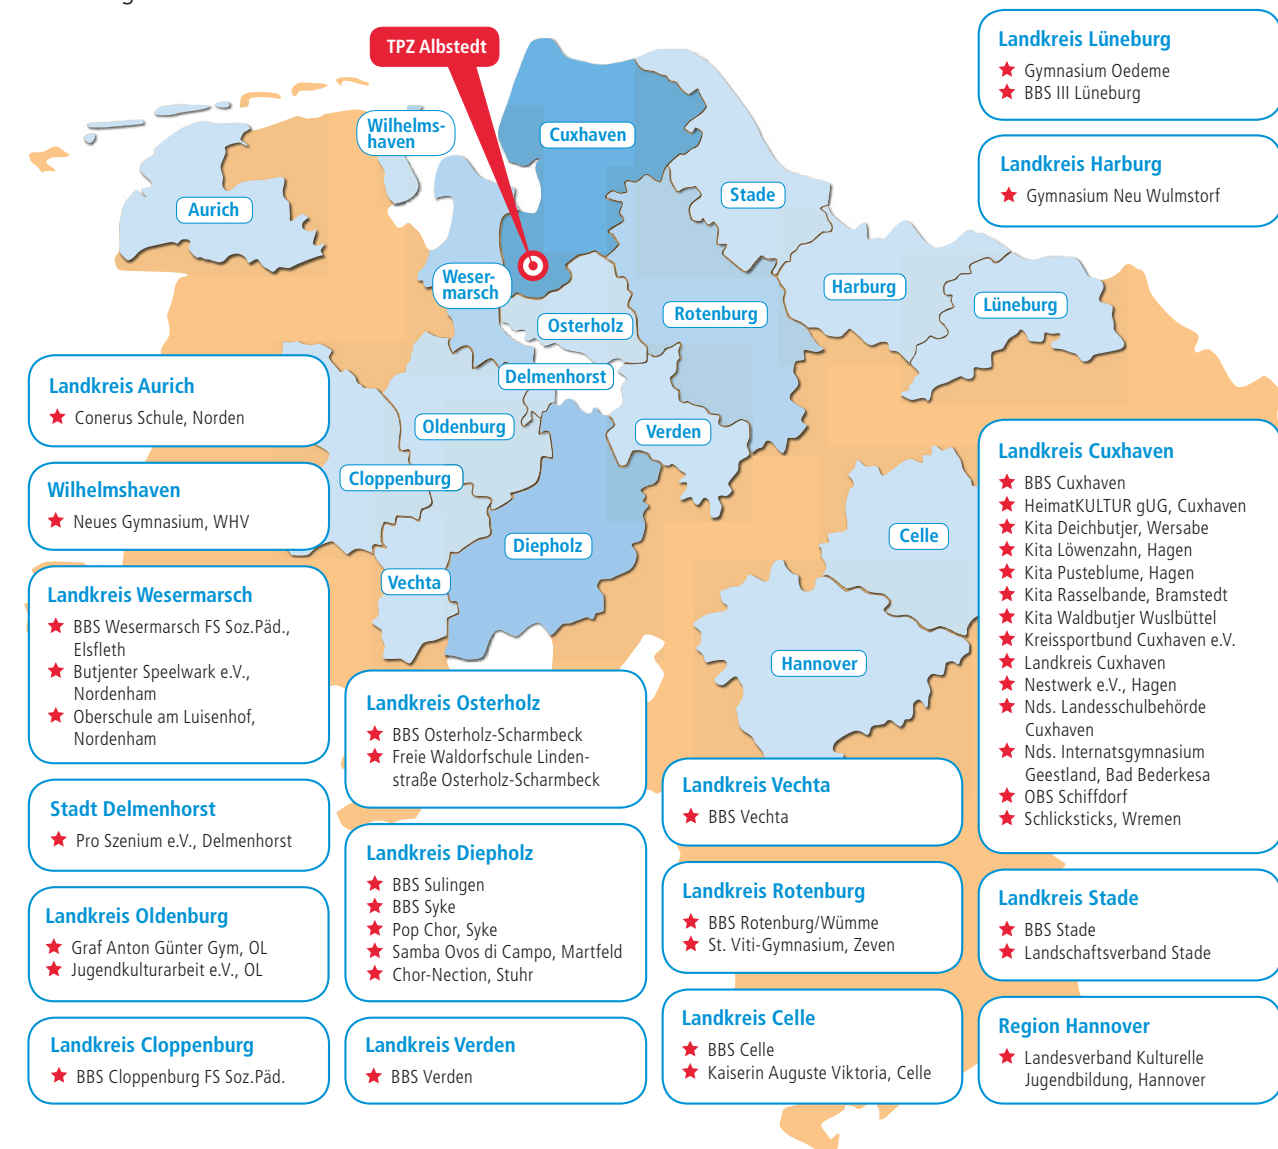 TPZ Albstedt
Wilhelms-
haven
Cuxhaven
Stade
Aurich
Weser-
marsch
Harburg
Lüneburg
Osterholz
Rotenburg
Delmenhorst
Oldenburg
Verden
Cloppenburg
Diepholz
Celle
Vechta
Hannover
Landkreis Lüneburg
Gymnasium Oedeme
BBS III Lüneburg
Landkreis Harburg
Gymnasium Neu Wulmstorf
Landkreis Aurich
Conerus Schule, Norden
Wilhelmshaven
Neues Gymnasium, WHV
Landkreis Wesermarsch
BBS Wesermarsch FS Soz.Päd.,
Elsfleth
Butjenter Speelwark e.V.,
Nordenham
Oberschule am Luisenhof,
Nordenham
Stadt Delmenhorst
Pro Szenium e.V., Delmenhorst
Landkreis Oldenburg
Graf Anton Günter Gym, OL
Jugendkulturarbeit e.V., OL
Landkreis Cloppenburg
BBS Cloppenburg FS Soz.Päd.
Landkreis Osterholz
BBS Osterholz-Scharmbeck
Freie Waldorfschule Linden-
straße Osterholz-Scharmbeck
Landkreis Diepholz
BBS Sulingen
BBS Syke
Pop Chor, Syke
Samba Ovos di Campo, Martfeld
Chor-Nection, Stuhr
Landkreis Verden
BBS Verden
Landkreis Vechta
BBS Vechta
Landkreis Rotenburg
BBS Rotenburg/Wümme
St. Viti-Gymnasium, Zeven
Landkreis Celle
BBS Celle
Kaiserin Auguste Viktoria, Celle
Landkreis Cuxhaven
BBS Cuxhaven
HeimatKULTUR gUG, Cuxhaven
Kita Deichbutjer, Wersabe
Kita Löwenzahn, Hagen
Kita Pusteblume, Hagen
Kita Rasselbande, Bramstedt
Kita Waldbutjer Wuslbüttel
Kreissportbund Cuxhaven e.V.
Landkreis Cuxhaven
Nestwerk e.V., Hagen
Nds. Landesschulbehörde
Cuxhaven
Nds. Internatsgymnasium
Geestland, Bad Bederkesa
OBS Schiffdorf
Schlicksticks, Wremen
Landkreis Stade
BBS Stade
Landschaftsverband Stade
Region Hannover
Landesverband Kulturelle
Jugendbildung, Hannover